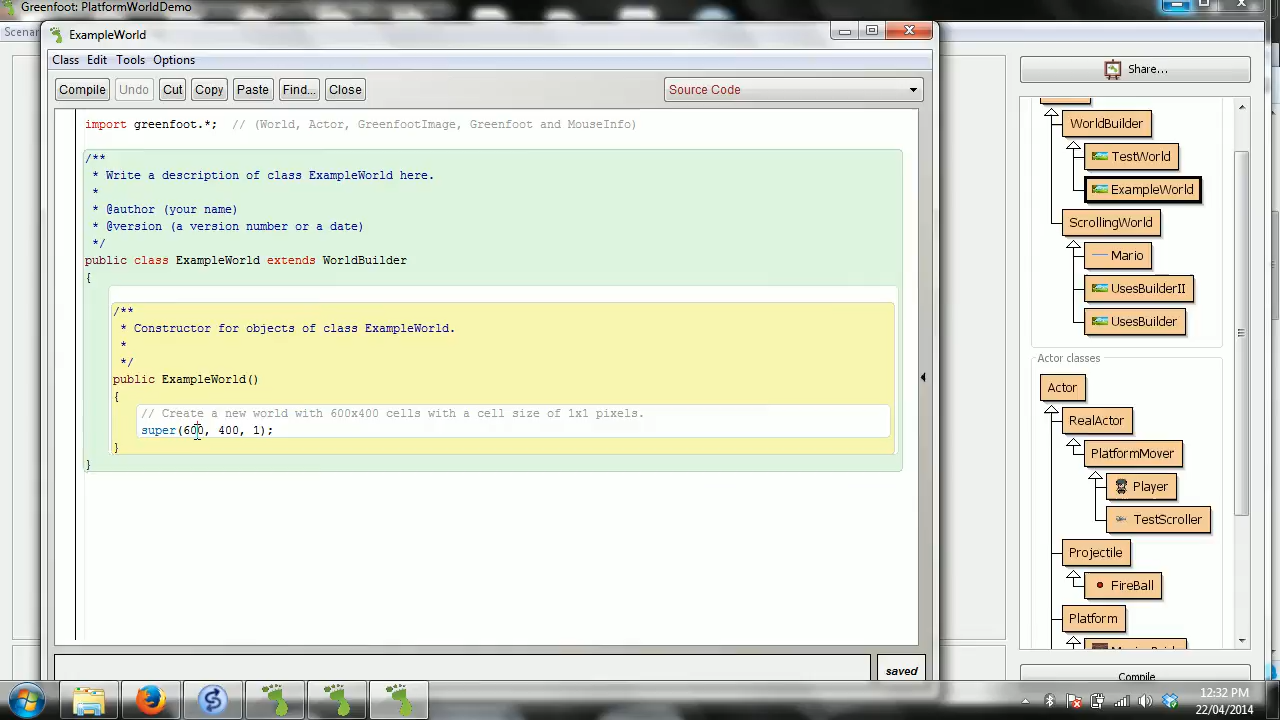 Greenfoot: PlatformWorldDemo
Scenar
ExampleWorld
Class Edit Tools Options
Compile Undo Cut Copy Paste Find... Close Source Code
import greenfoot.*;  // (World, Actor, GreenfootImage, Greenfoot and MouseInfo)
/**
 * Write a description of class ExampleWorld here.
 *
 * @author (your name)
 * @version (a version number or a date)
 */
public class ExampleWorld extends WorldBuilder
{
/**
 * Constructor for objects of class ExampleWorld.
 *
 */
public ExampleWorld()
{
// Create a new world with 600x400 cells with a cell size of 1x1 pixels.
super(600, 400, 1);
}
}
saved
Share...
WorldBuilder
TestWorld
ExampleWorld
ScrollingWorld
Mario
UsesBuilderII
UsesBuilder
Actor classes
Actor
RealActor
PlatformMover
Player
TestScroller
Projectile
FireBall
Platform
Compile
12:32 PM
22/04/2014